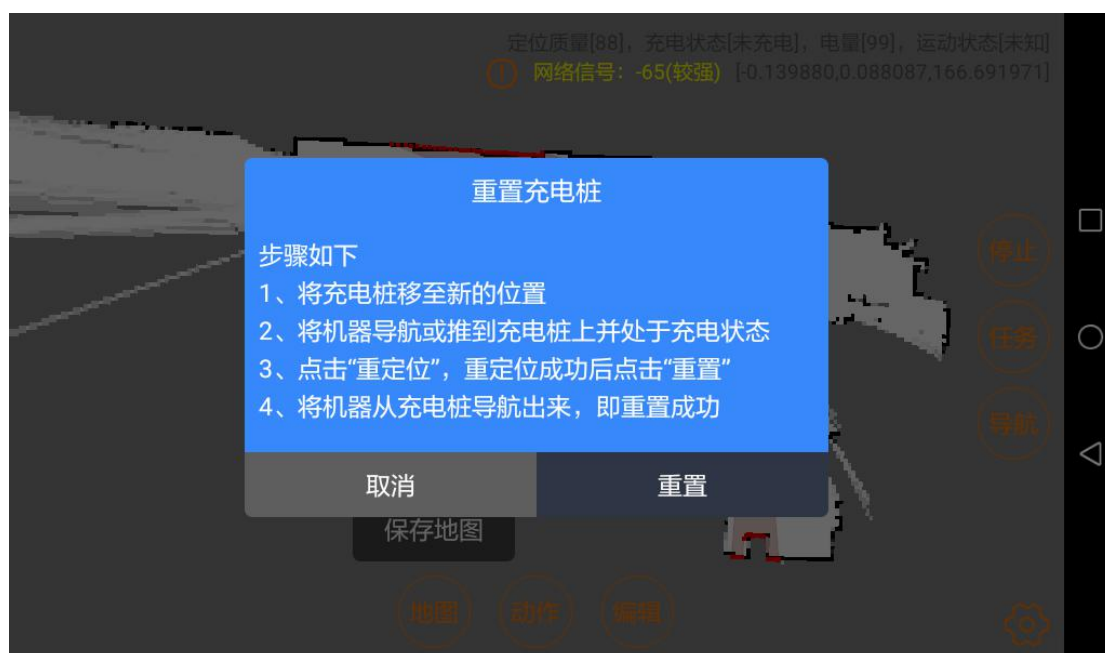 定位质量[88]，充电状态[未充电]，电量[99]，运动状态[未知]
网络信号：-65(较强) [-0.139880,0.088087,166.691971]
重置充电桩
步骤如下
1、将充电桩移至新的位置
2、将机器导航或推到充电桩上并处于充电状态
3、点击“重定位”，重定位成功后点击“重置”
4、将机器从充电桩导航出来，即重置成功
取消
重置
保存地图
停止
任务
导航
地图
动作
编辑